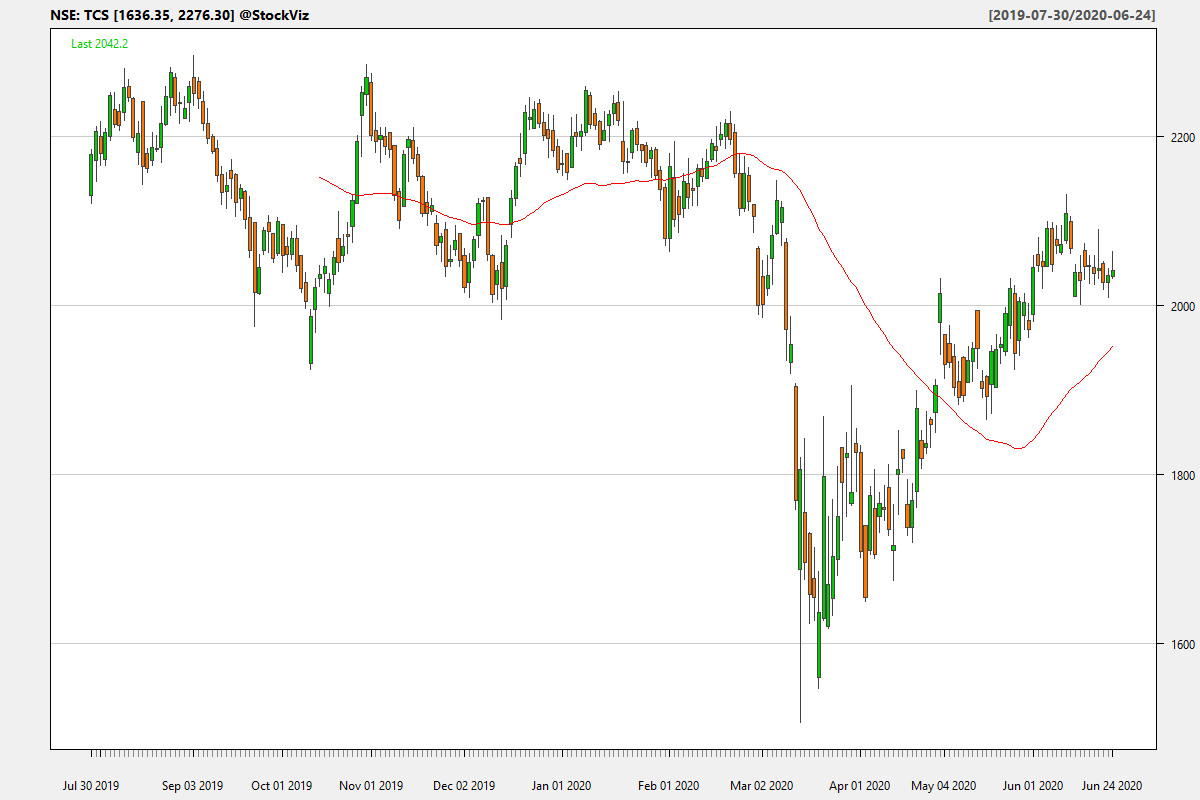 NSE: TCS [1636.35, 2276.30] @StockViz [2019-07-30/2020-06-24]
Last 2042.2
2200
2000
1800
1600
Jul 30 2019 Sep 03 2019 Oct 01 2019 Nov 01 2019 Dec 02 2019 Jan 01 2020 Feb 01 2020 Mar 02 2020 Apr 01 2020 May 04 2020 Jun 01 2020 Jun 24 2020